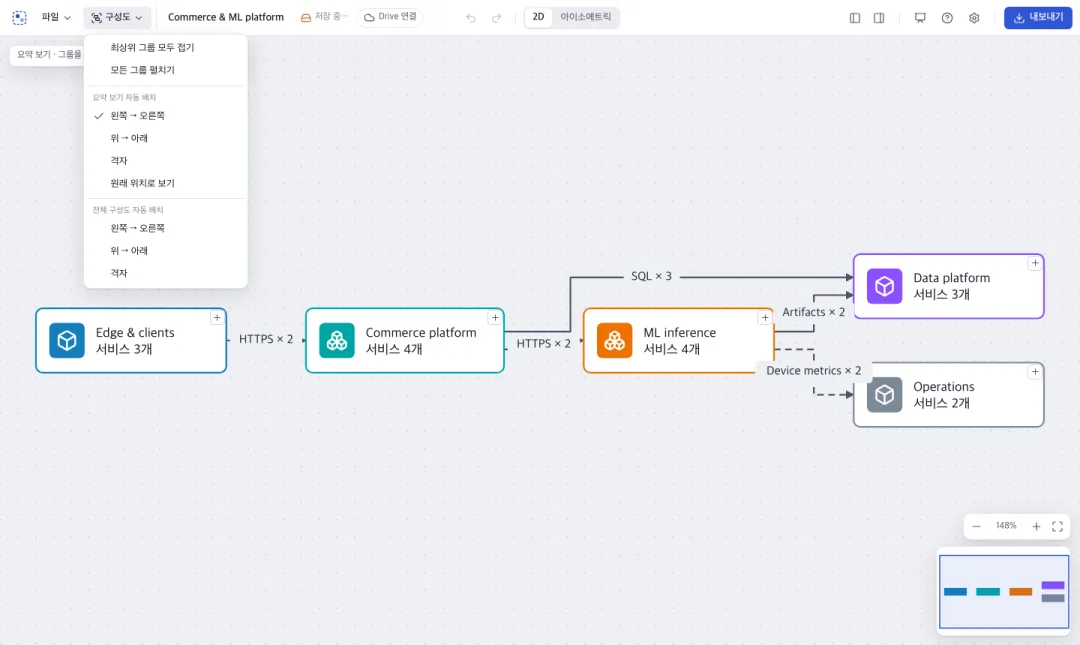 파일
구성도
Commerce & ML platform
저장 중…
Drive 연결
2D
아이소메트릭
내보내기
요약 보기 · 그룹을
최상위 그룹 모두 접기
모든 그룹 펼치기
요약 보기 자동 배치
왼쪽 → 오른쪽
위 → 아래
격자
원래 위치로 보기
전체 구성도 자동 배치
왼쪽 → 오른쪽
위 → 아래
격자
Edge & clients
서비스 3개
HTTPS × 2
Commerce platform
서비스 4개
HTTPS × 2
SQL × 3
ML inference
서비스 4개
Artifacts × 2
Device metrics × 2
Data platform
서비스 3개
Operations
서비스 2개
148%